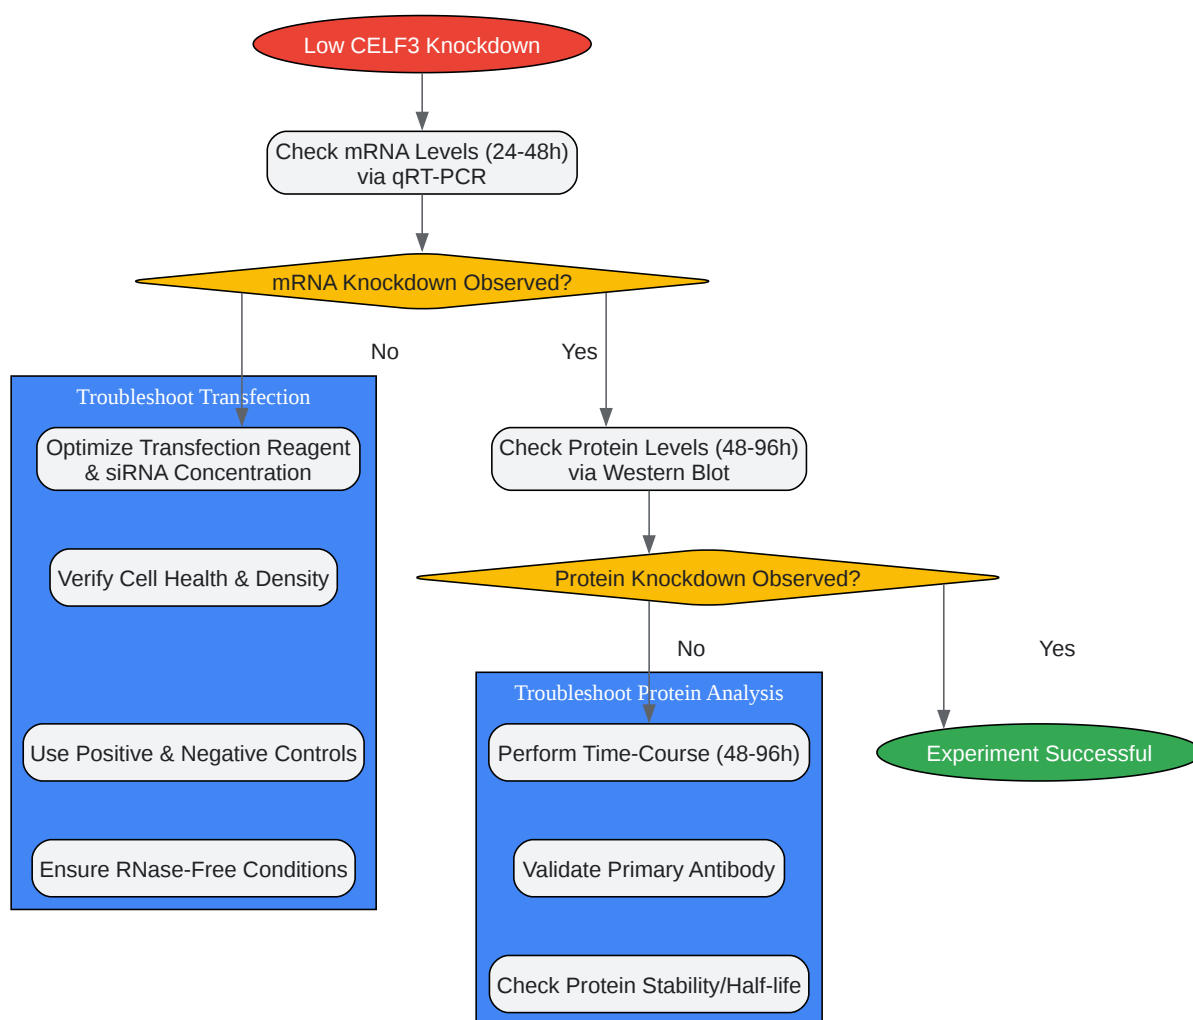 Low CELF3 Knockdown
Check mRNA Levels (24-48h)
via qRT-PCR
mRNA Knockdown Observed?
No
Yes
Troubleshoot Transfection
Optimize Transfection Reagent
& siRNA Concentration
Verify Cell Health & Density
Use Positive & Negative Controls
Ensure RNase-Free Conditions
Check Protein Levels (48-96h)
via Western Blot
Protein Knockdown Observed?
No
Yes
Troubleshoot Protein Analysis
Perform Time-Course (48-96h)
Validate Primary Antibody
Check Protein Stability/Half-life
Experiment Successful